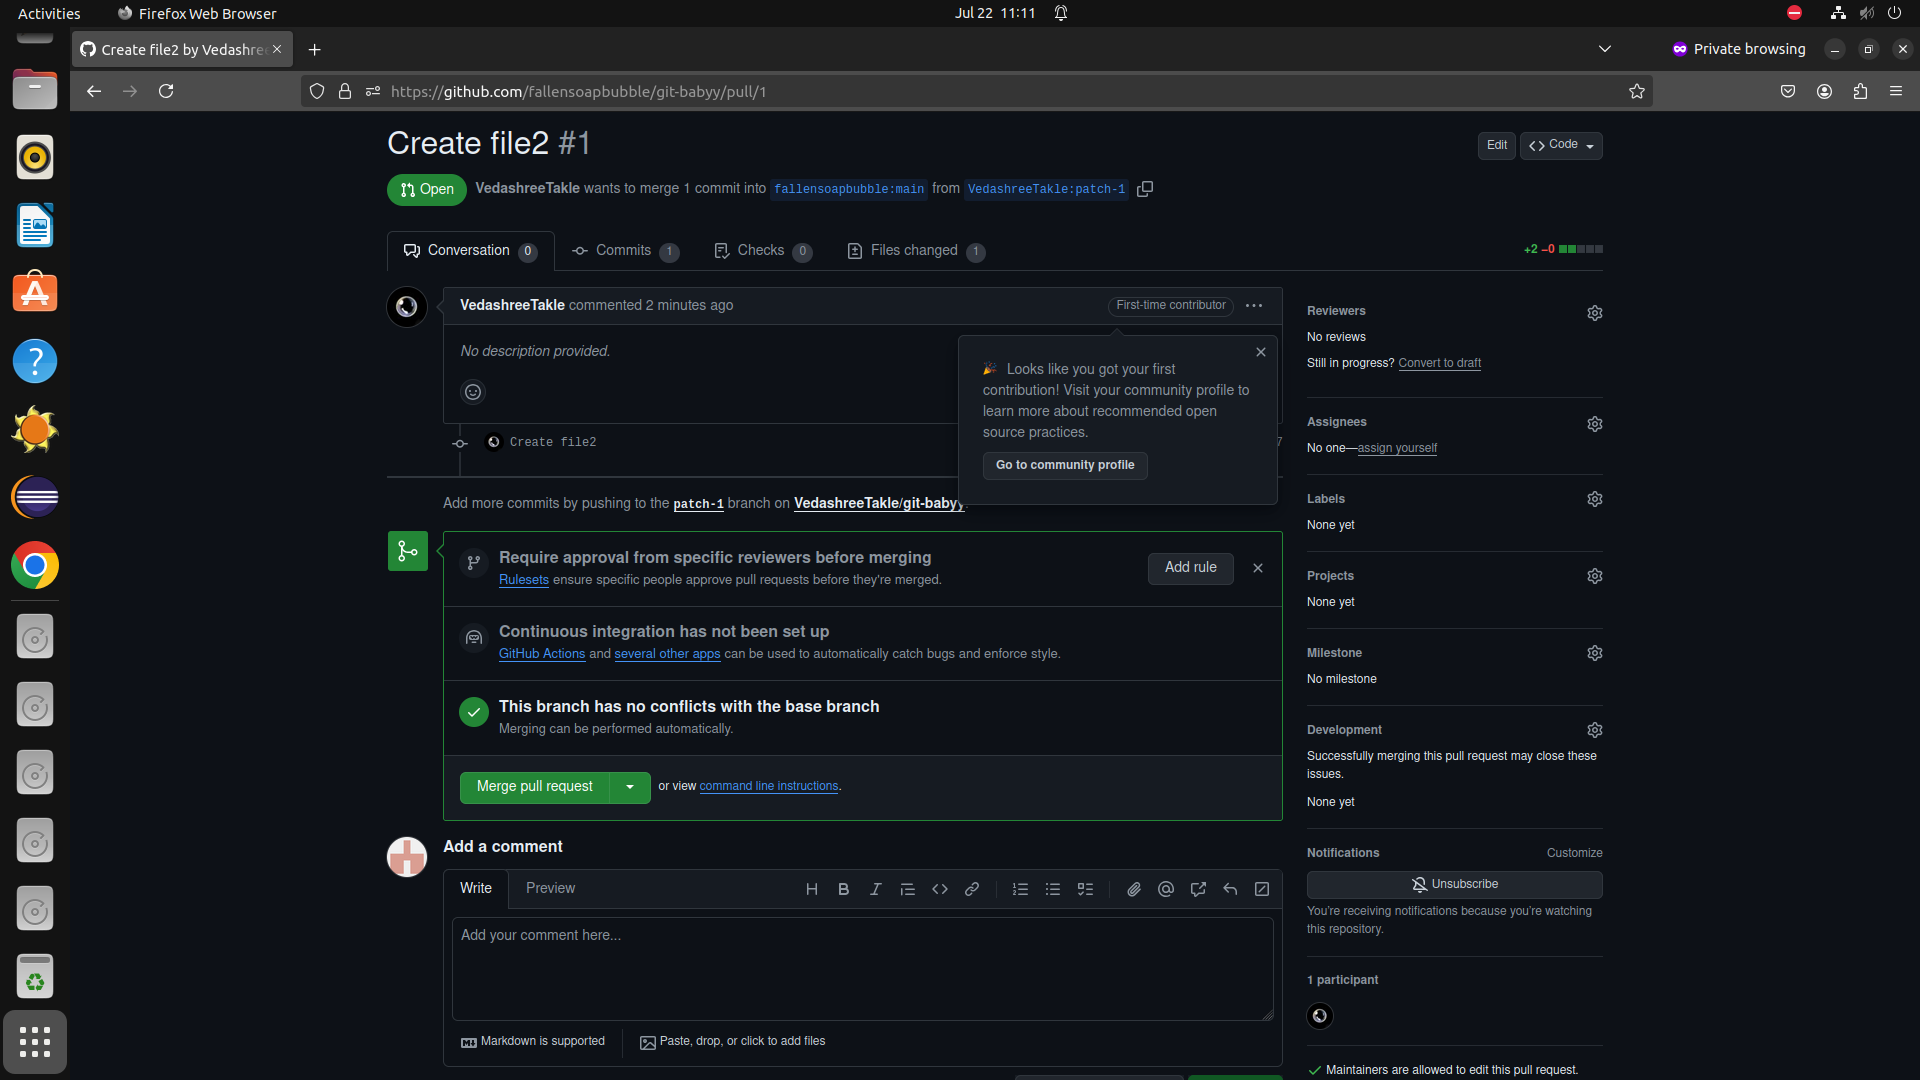 Activities
Firefox Web Browser
Jul 22 11:11
Create file2 by Vedashre
Private browsing
https://github.com/fallensoapbubble/git-babyy/pull/1
Create file2 #1
Edit
Code
Open
VedashreeTakle wants to merge 1 commit into fallensoapbubble:main from VedashreeTakle:patch-1
Conversation 0
Commits 1
Checks 0
Files changed 1
+2 −0
VedashreeTakle commented 2 minutes ago
First-time contributor
No description provided.
Looks like you got your first
contribution! Visit your community profile to
learn more about recommended open
source practices.
Go to community profile
Create file2
7
Add more commits by pushing to the patch-1 branch on VedashreeTakle/git-babyy.
Require approval from specific reviewers before merging
Rulesets ensure specific people approve pull requests before they're merged.
Add rule
Continuous integration has not been set up
GitHub Actions and several other apps can be used to automatically catch bugs and enforce style.
This branch has no conflicts with the base branch
Merging can be performed automatically.
Merge pull request
or view command line instructions.
Add a comment
Write
Preview
Add your comment here...
Markdown is supported
Paste, drop, or click to add files
Reviewers
No reviews
Still in progress? Convert to draft
Assignees
No one—assign yourself
Labels
None yet
Projects
None yet
Milestone
No milestone
Development
Successfully merging this pull request may close these
issues.
None yet
Notifications
Customize
Unsubscribe
You're receiving notifications because you're watching
this repository.
1 participant
Maintainers are allowed to edit this pull request.